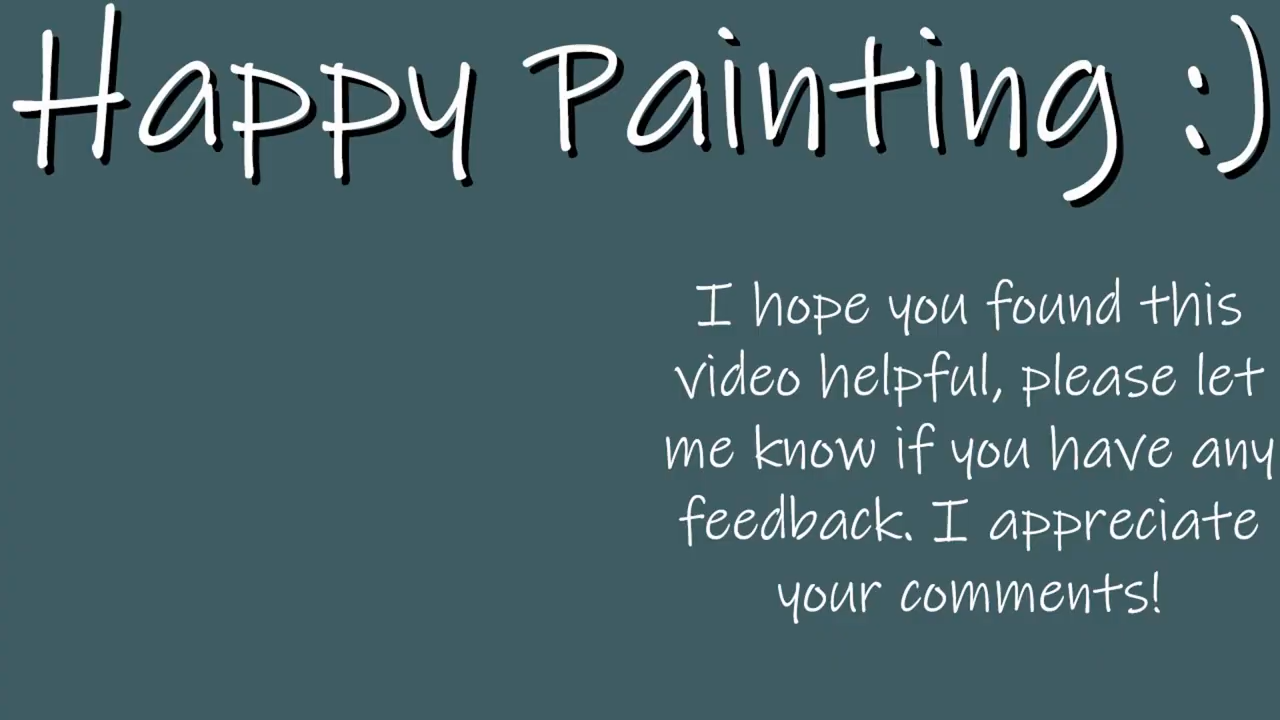 Happy Painting :)
I hope you found this
video helpful, please let
me know if you have any
feedback. I appreciate
your comments!